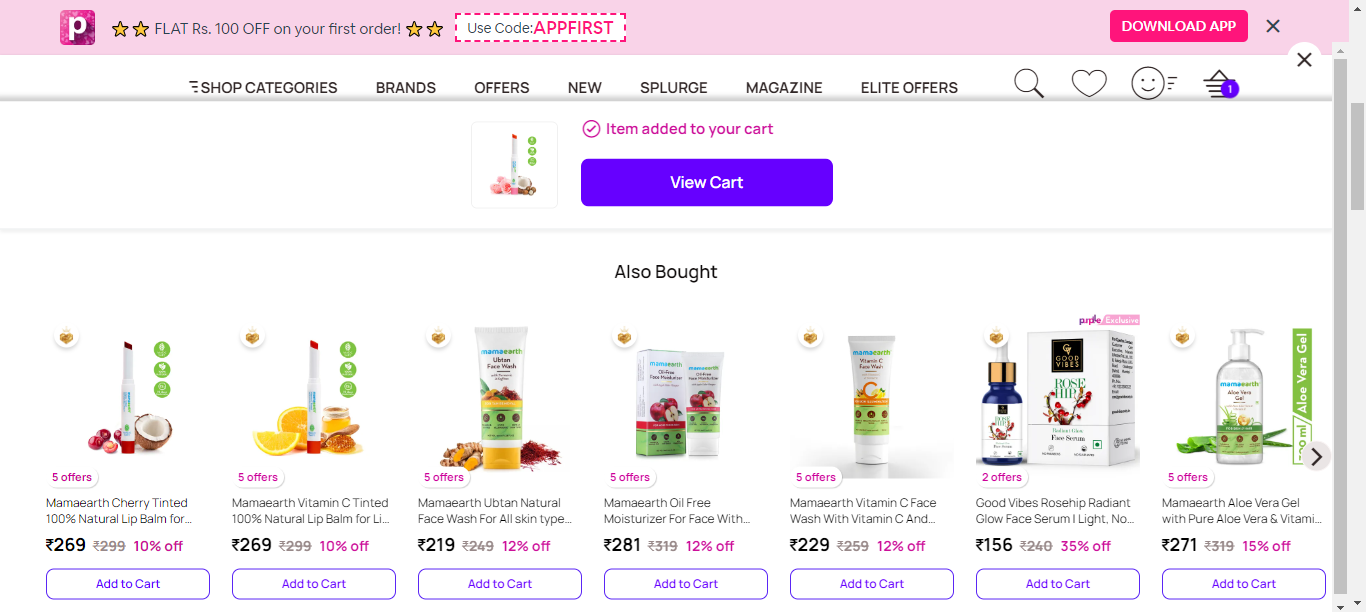 p FLAT Rs. 100 OFF on your first order! Use Code:APPFIRST DOWNLOAD APP
SHOP CATEGORIES BRANDS OFFERS NEW SPLURGE MAGAZINE ELITE OFFERS 1
Item added to your cart
View Cart
Also Bought
purplle Exclusive
mamaearth Ubtan Face Wash
mamaearth Oil-Free Face Moisturizer
mamaearth Vitamin C Face Wash
GOOD VIBES ROSE HIP Radiant Glow Face Serum
mamaearth Aloe Vera Gel
Aloe Vera Gel
5 offers 5 offers 5 offers 5 offers 5 offers 2 offers 5 offers
Mamaearth Cherry Tinted 100% Natural Lip Balm for...
Mamaearth Vitamin C Tinted 100% Natural Lip Balm for Li...
Mamaearth Ubtan Natural Face Wash For All skin type...
Mamaearth Oil Free Moisturizer For Face With...
Mamaearth Vitamin C Face Wash With Vitamin C And...
Good Vibes Rosehip Radiant Glow Face Serum I Light, No...
Mamaearth Aloe Vera Gel with Pure Aloe Vera & Vitami...
₹269 ₹299 10% off ₹269 ₹299 10% off ₹219 ₹249 12% off ₹281 ₹319 12% off ₹229 ₹259 12% off ₹156 ₹240 35% off ₹271 ₹319 15% off
Add to Cart Add to Cart Add to Cart Add to Cart Add to Cart Add to Cart Add to Cart